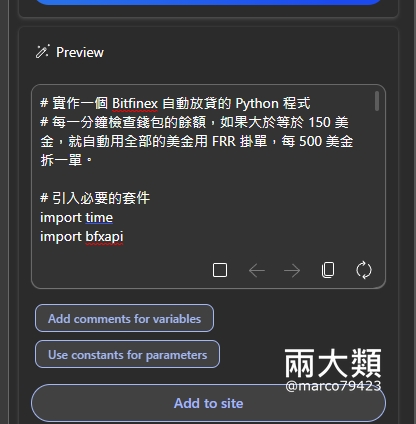 Preview
# 實作一個 Bitfinex 自動放貸的 Python 程式
# 每一分鐘檢查錢包的餘額，如果大於等於 150 美
金，就自動用全部的美金用 FRR 掛單，每 500 美金
拆一單。
# 引入必要的套件
import time
import bfxapi
Add comments for variables
Use constants for parameters
兩大類
@marco79423
Add to site